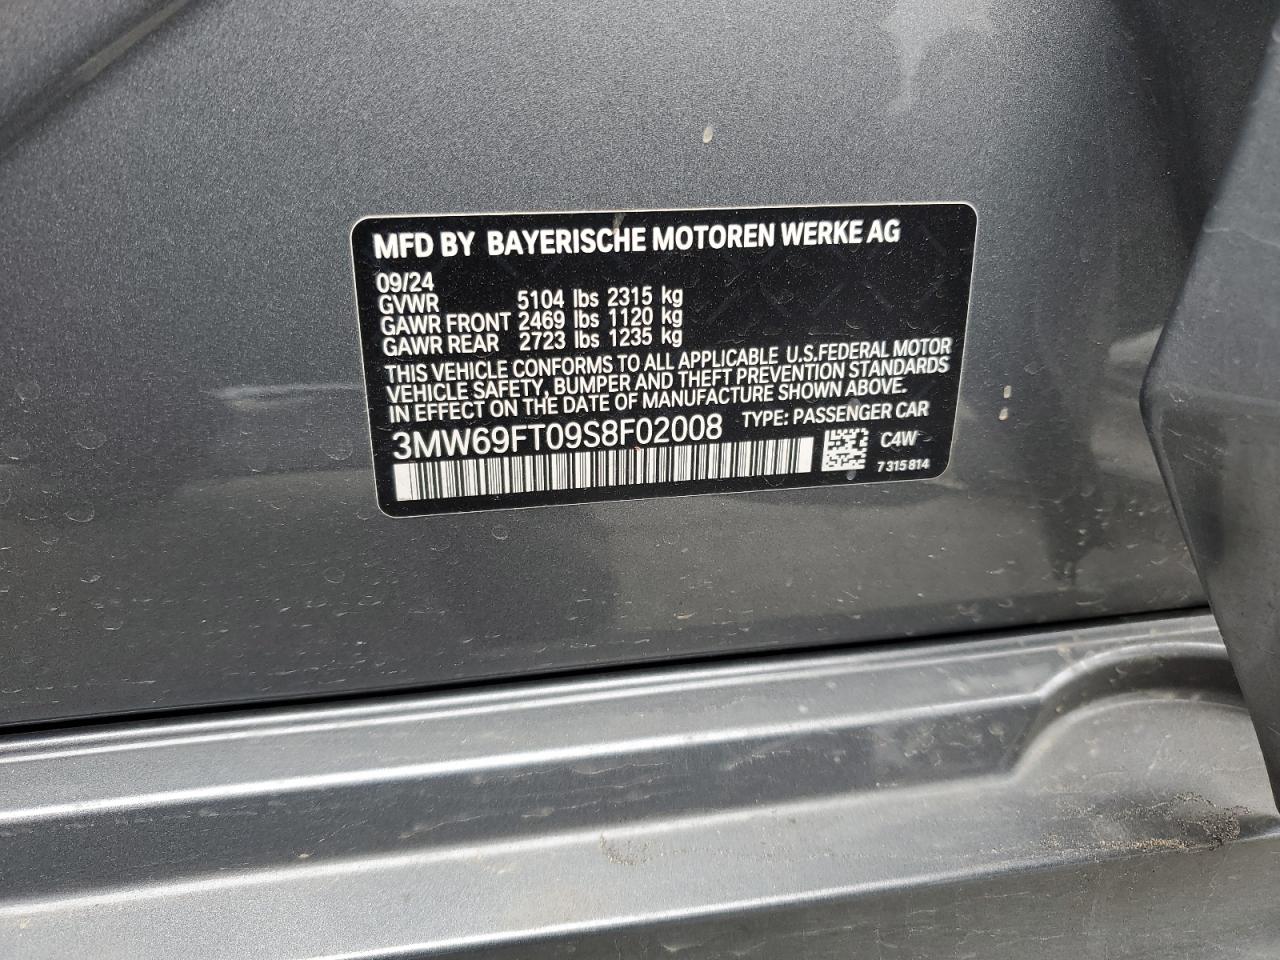 MFD BY BAYERISCHE MOTOREN WERKE AG
09/24
GVWR 5104 lbs 2315 kg
GAWR FRONT 2469 lbs 1120 kg
GAWR REAR 2723 lbs 1235 kg
THIS VEHICLE CONFORMS TO ALL APPLICABLE U.S.FEDERAL MOTOR
VEHICLE SAFETY, BUMPER AND THEFT PREVENTION STANDARDS
IN EFFECT ON THE DATE OF MANUFACTURE SHOWN ABOVE.
3MW69FT09S8F02008 TYPE: PASSENGER CAR
C4W
7 315 814